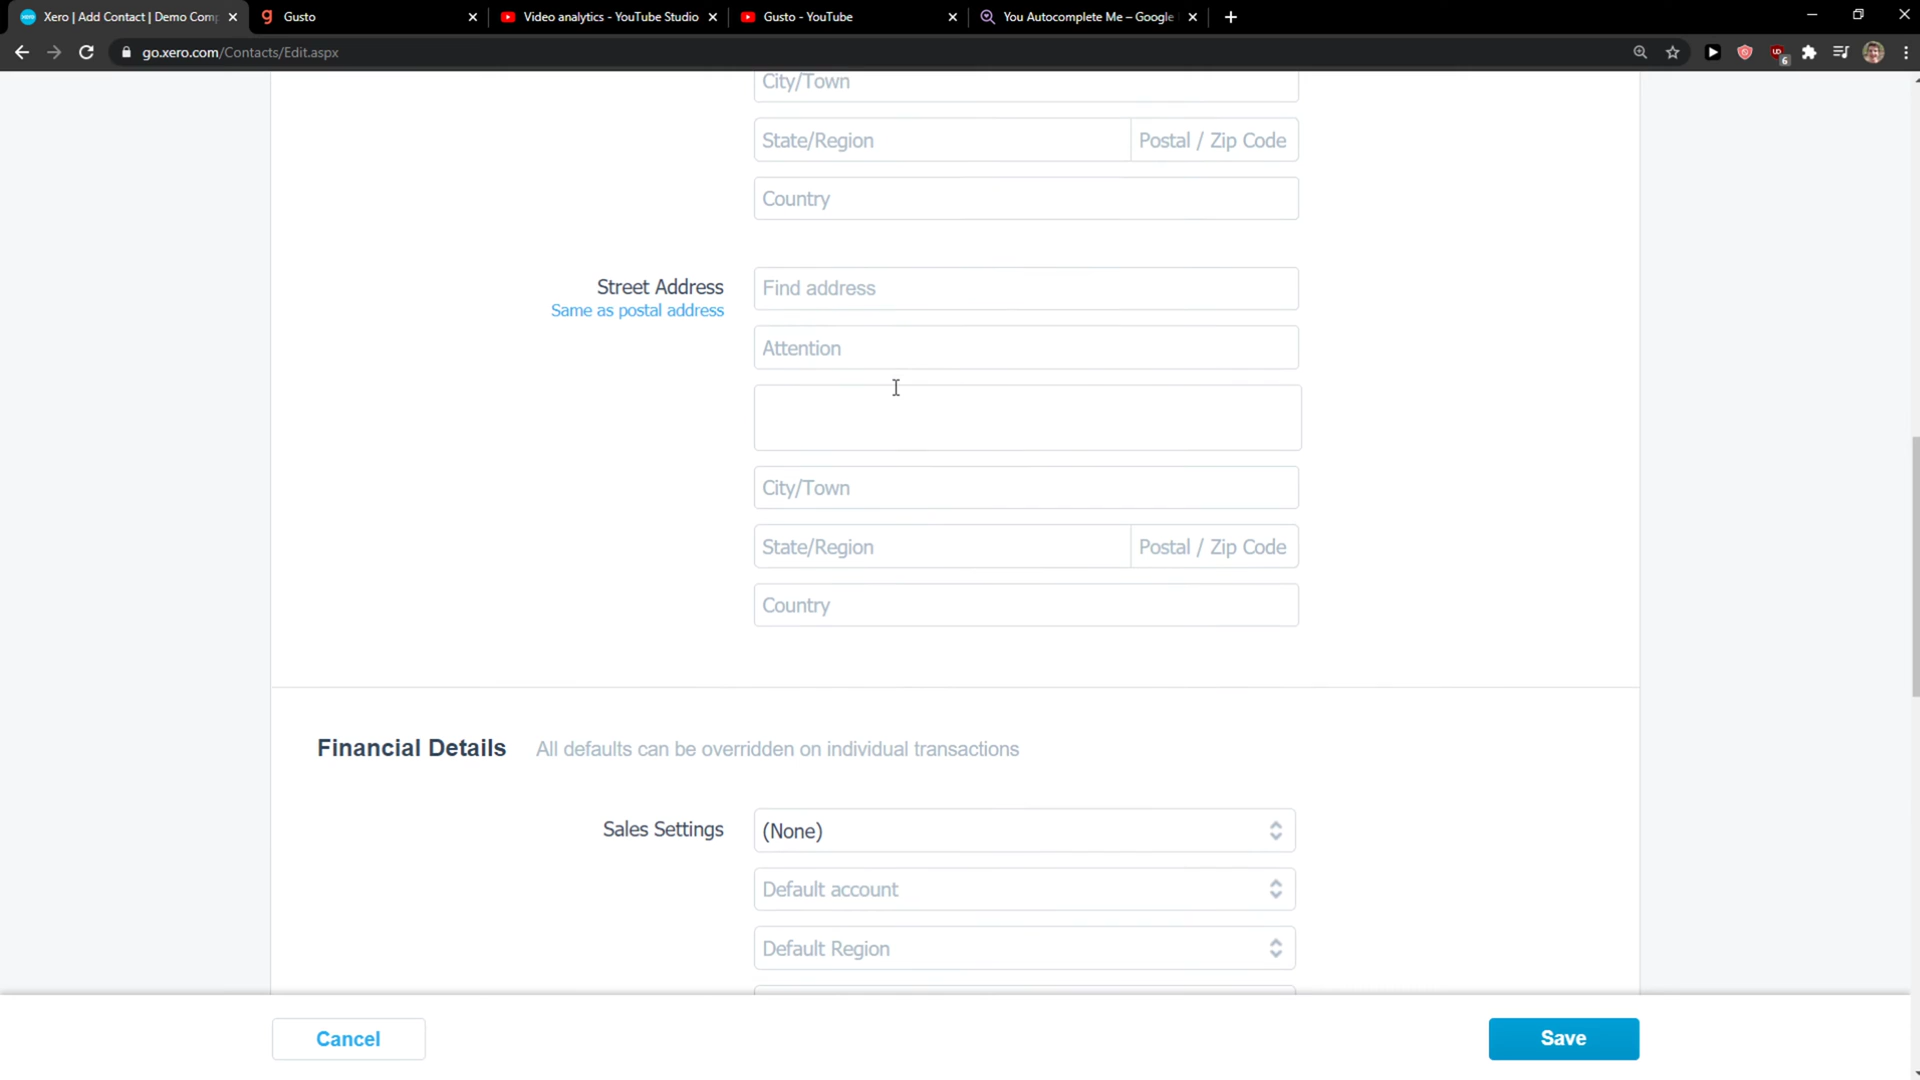 Xero | Add Contact | Demo Comp
Gusto
Video analytics - YouTube Studio
Gusto - YouTube
You Autocomplete Me – Google
go.xero.com/Contacts/Edit.aspx
6
City/Town
State/Region
Postal / Zip Code
Country
Street Address
Same as postal address
Find address
Attention
City/Town
State/Region
Postal / Zip Code
Country
Financial Details
All defaults can be overridden on individual transactions
Sales Settings
(None)
Default account
Default Region
Cancel
Save